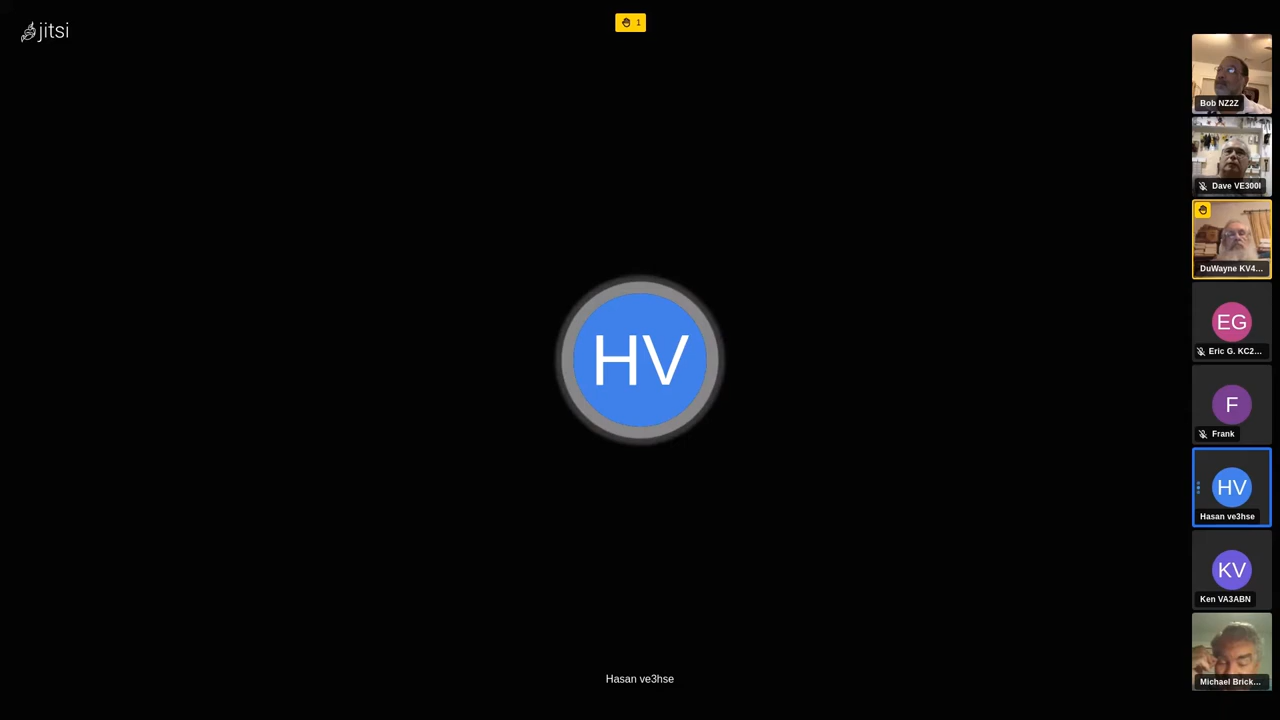 jitsi
1
Bob NZ2Z
Dave VE3OOI
DuWayne KV4...
EG
Eric G. KC2...
F
Frank
HV
HV
Hasan ve3hse
KV
Ken VA3ABN
Michael Brick...
Hasan ve3hse